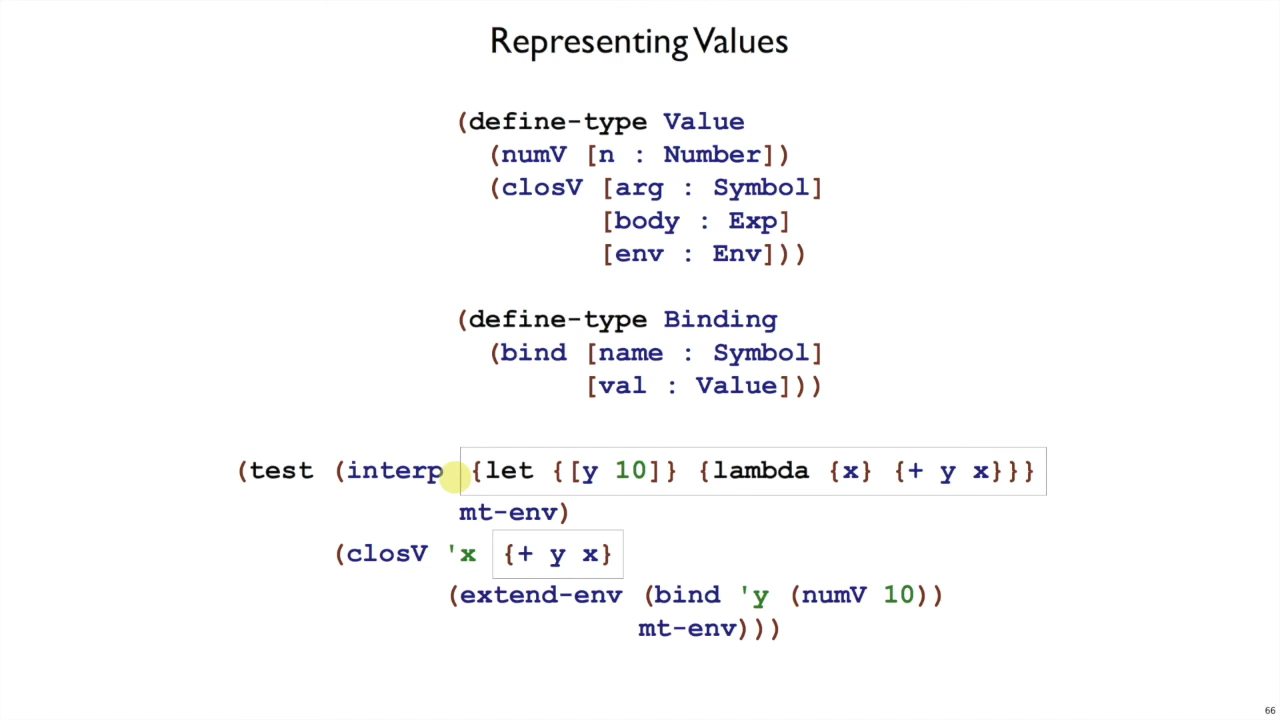 Representing Values
(define-type Value
(numV [n : Number])
(closV [arg : Symbol]
[body : Exp]
[env : Env]))
(define-type Binding
(bind [name : Symbol]
[val : Value]))
(test (interp {let {[y 10]} {lambda {x} {+ y x}}}
mt-env)
(closV 'x {+ y x}
(extend-env (bind 'y (numV 10))
mt-env)))
66